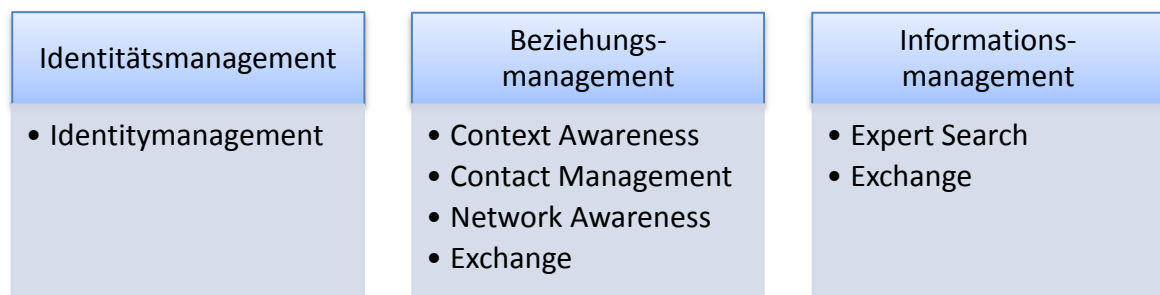 Identitätsmanagement
• Identitymanagement
Beziehungs-
management
• Context Awareness
• Contact Management
• Network Awareness
• Exchange
Informations-
management
• Expert Search
• Exchange